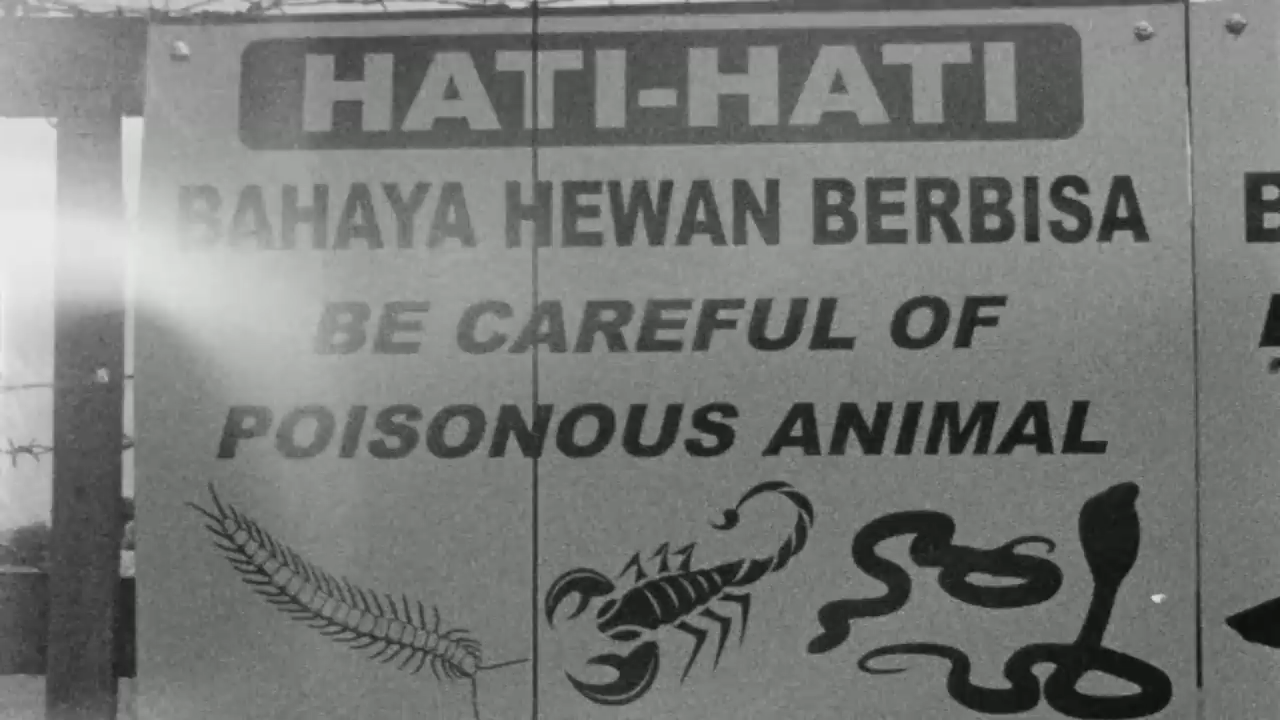 HATI-HATI
BAHAYA HEWAN BERBISA
BE CAREFUL OF
POISONOUS ANIMAL